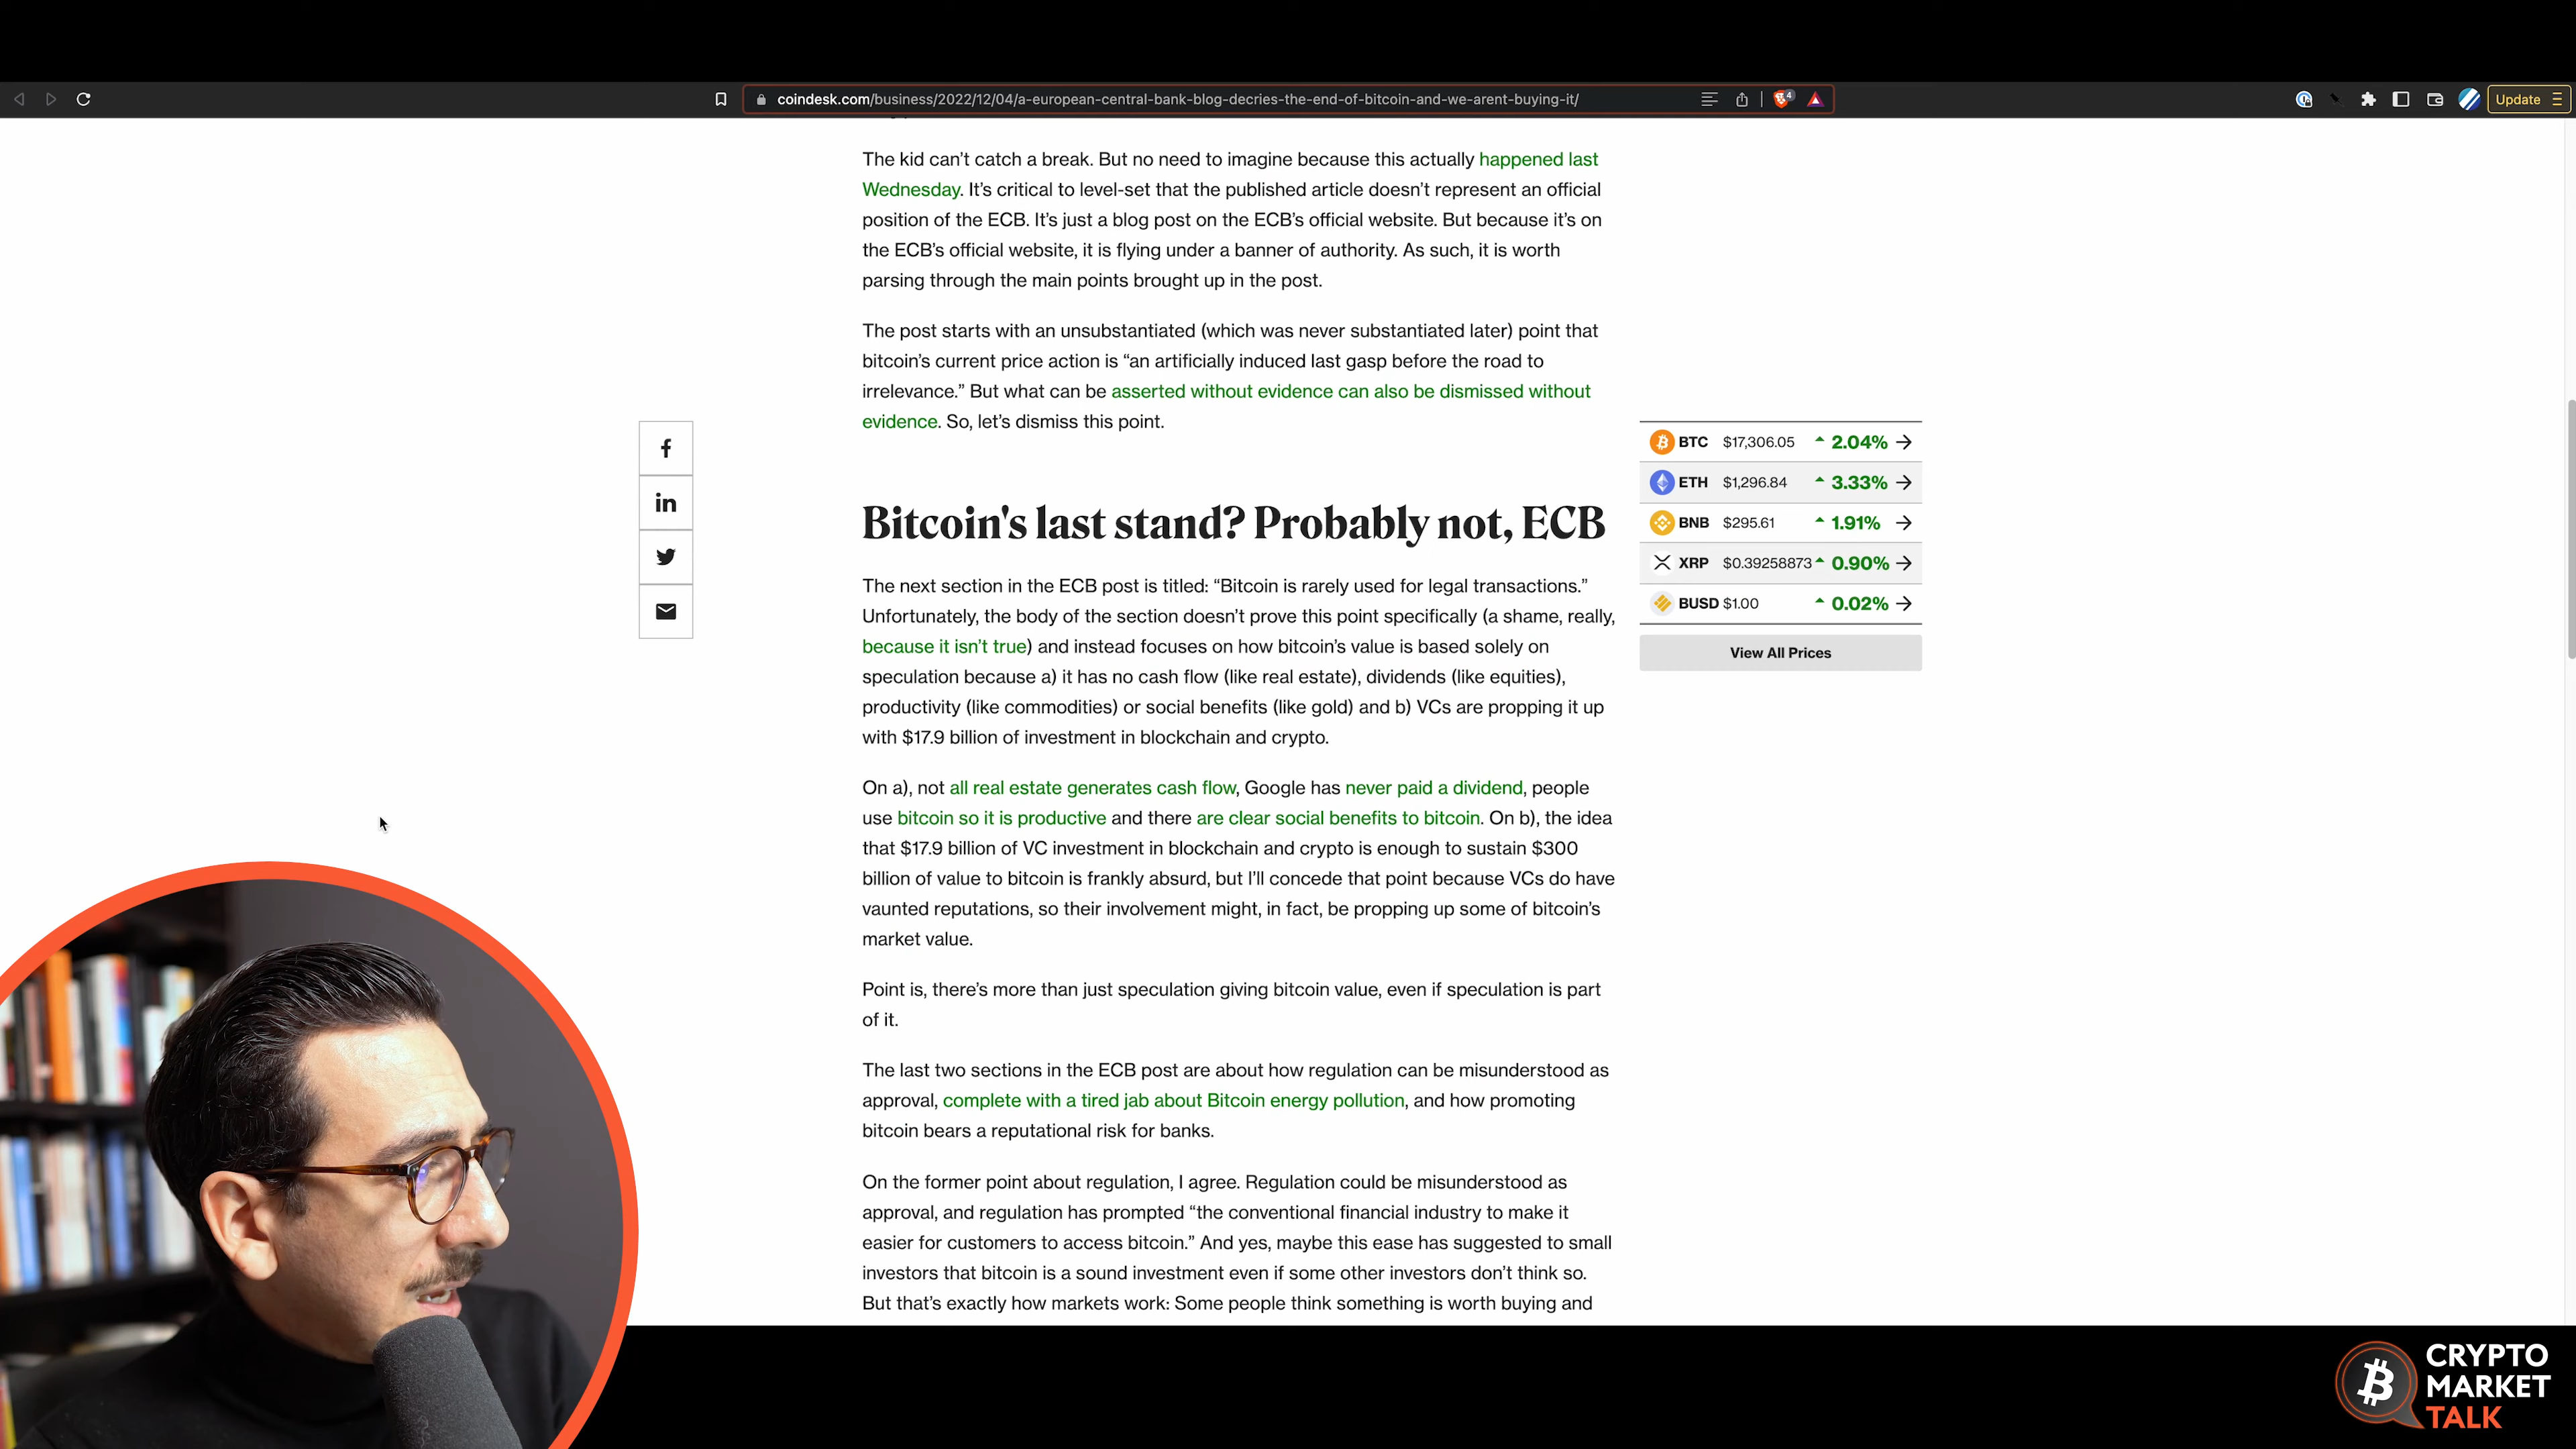 coindesk.com/business/2022/12/04/a-european-central-bank-blog-decries-the-end-of-bitcoin-and-we-arent-buying-it/
4
Update
The kid can’t catch a break. But no need to imagine because this actually happened last
Wednesday. It’s critical to level-set that the published article doesn’t represent an official
position of the ECB. It’s just a blog post on the ECB’s official website. But because it’s on
the ECB’s official website, it is flying under a banner of authority. As such, it is worth
parsing through the main points brought up in the post.
The post starts with an unsubstantiated (which was never substantiated later) point that
bitcoin’s current price action is “an artificially induced last gasp before the road to
irrelevance.” But what can be asserted without evidence can also be dismissed without
evidence. So, let’s dismiss this point.
Bitcoin's last stand? Probably not, ECB
The next section in the ECB post is titled: “Bitcoin is rarely used for legal transactions.”
Unfortunately, the body of the section doesn’t prove this point specifically (a shame, really,
because it isn’t true) and instead focuses on how bitcoin’s value is based solely on
speculation because a) it has no cash flow (like real estate), dividends (like equities),
productivity (like commodities) or social benefits (like gold) and b) VCs are propping it up
with $17.9 billion of investment in blockchain and crypto.
On a), not all real estate generates cash flow, Google has never paid a dividend, people
use bitcoin so it is productive and there are clear social benefits to bitcoin. On b), the idea
that $17.9 billion of VC investment in blockchain and crypto is enough to sustain $300
billion of value to bitcoin is frankly absurd, but I’ll concede that point because VCs do have
vaunted reputations, so their involvement might, in fact, be propping up some of bitcoin’s
market value.
Point is, there’s more than just speculation giving bitcoin value, even if speculation is part
of it.
The last two sections in the ECB post are about how regulation can be misunderstood as
approval, complete with a tired jab about Bitcoin energy pollution, and how promoting
bitcoin bears a reputational risk for banks.
On the former point about regulation, I agree. Regulation could be misunderstood as
approval, and regulation has prompted “the conventional financial industry to make it
easier for customers to access bitcoin.” And yes, maybe this ease has suggested to small
investors that bitcoin is a sound investment even if some other investors don’t think so.
But that’s exactly how markets work: Some people think something is worth buying and
BTC $17,306.05 2.04%
ETH $1,296.84 3.33%
BNB $295.61 1.91%
XRP $0.39258873 0.90%
BUSD $1.00 0.02%
View All Prices
CRYPTO
MARKET
TALK